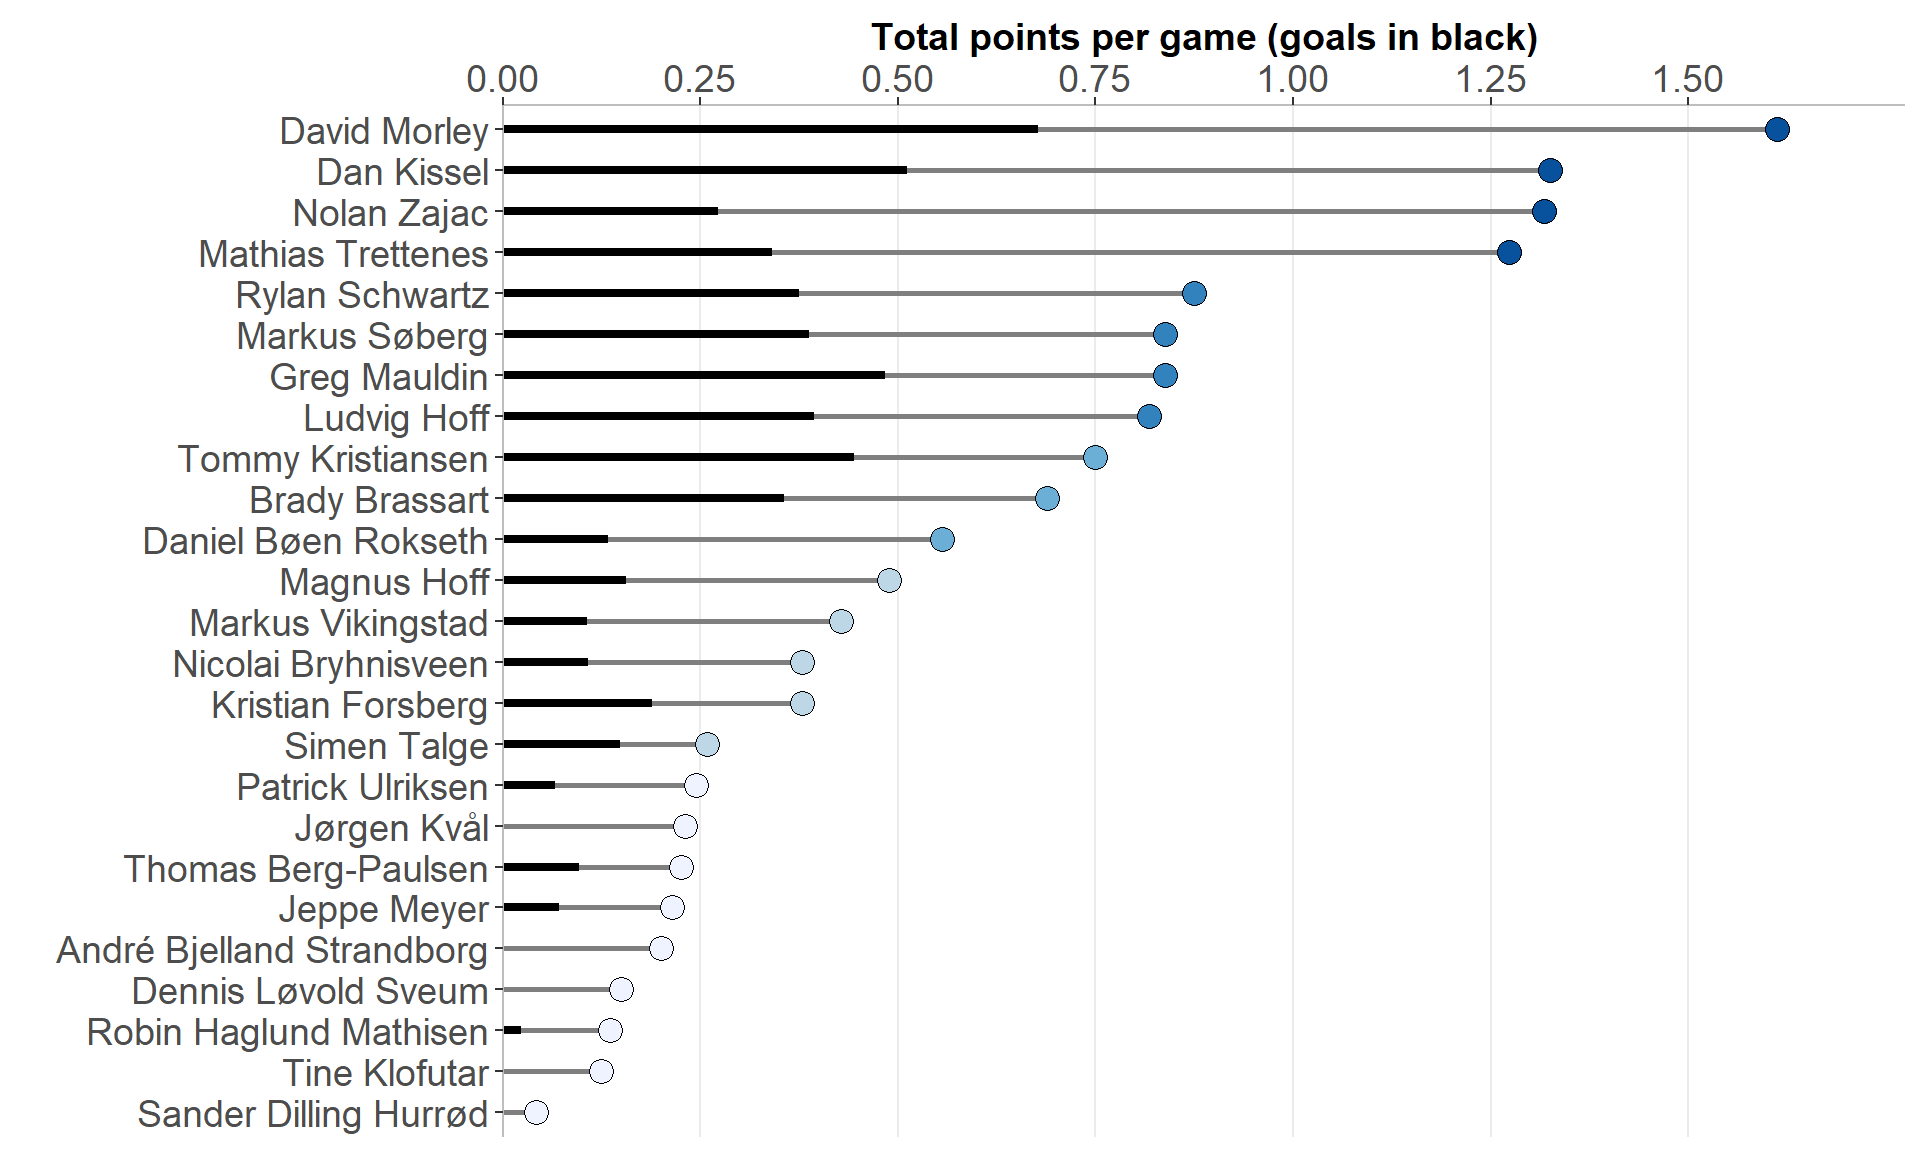 Total points per game (goals in black)
0.00 0.25 0.50 0.75 1.00 1.25 1.50
David Morley
Dan Kissel
Nolan Zajac
Mathias Trettenes
Rylan Schwartz
Markus Søberg
Greg Mauldin
Ludvig Hoff
Tommy Kristiansen
Brady Brassart
Daniel Bøen Rokseth
Magnus Hoff
Markus Vikingstad
Nicolai Bryhnisveen
Kristian Forsberg
Simen Talge
Patrick Ulriksen
Jørgen Kvål
Thomas Berg-Paulsen
Jeppe Meyer
André Bjelland Strandborg
Dennis Løvold Sveum
Robin Haglund Mathisen
Tine Klofutar
Sander Dilling Hurrød